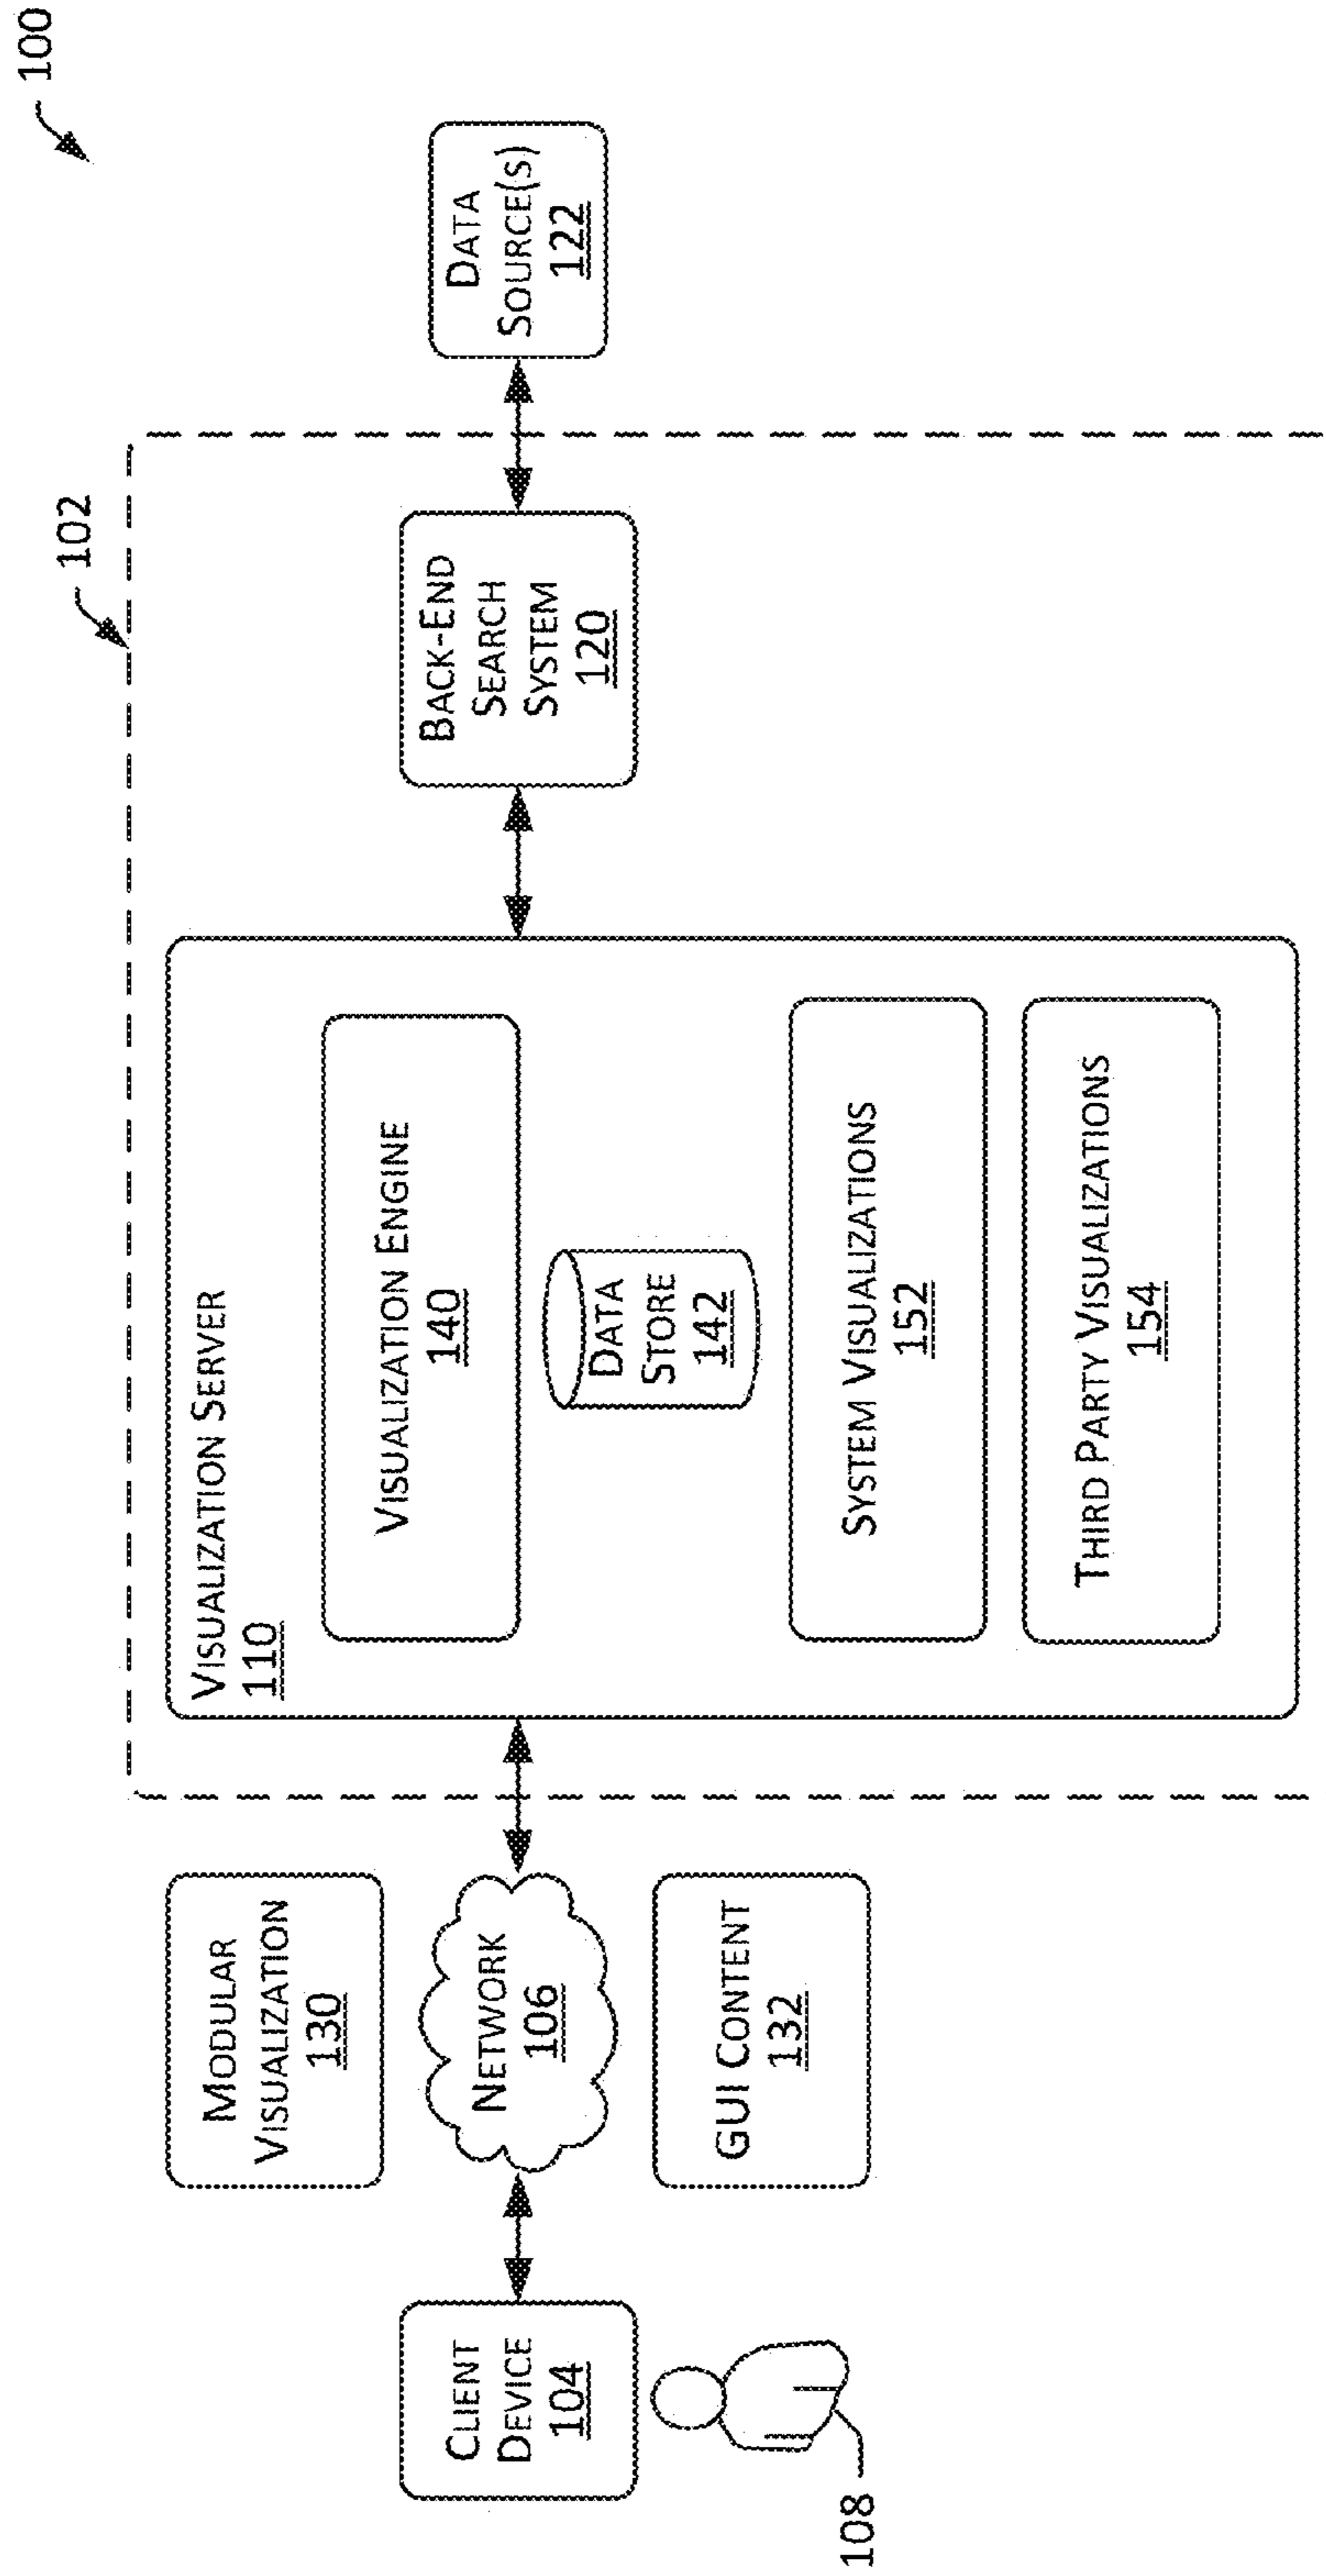 100
102
MODULAR
VISUALIZATION
130
CLIENT
DEVICE
104
108
NETWORK
106
GUI CONTENT
132
VISUALIZATION SERVER
110
VISUALIZATION ENGINE
140
DATA
STORE
142
SYSTEM VISUALIZATIONS
152
THIRD PARTY VISUALIZATIONS
154
BACK-END
SEARCH
SYSTEM
120
DATA
SOURCE(S)
122